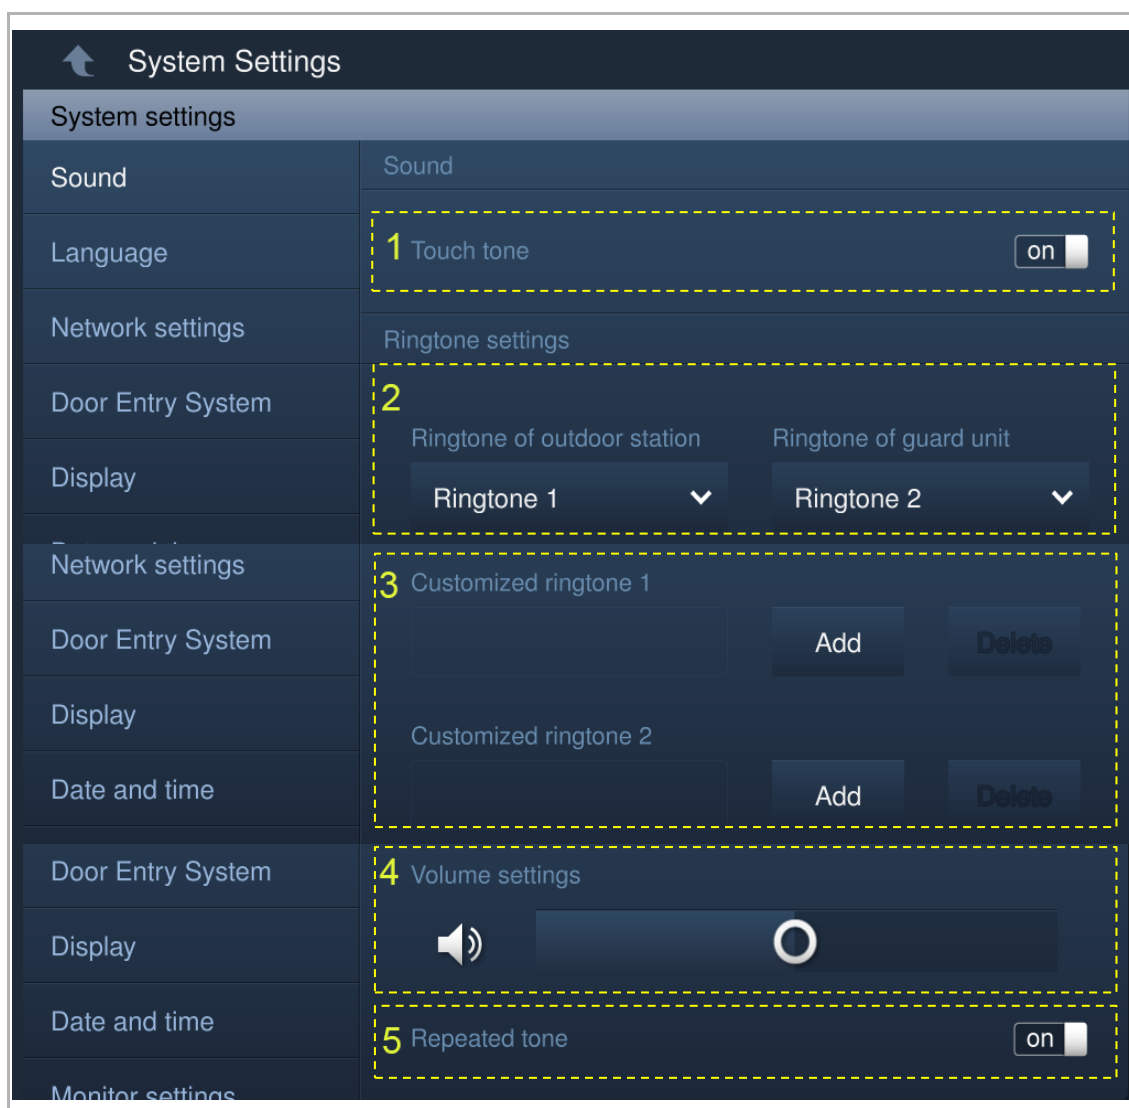 System Settings
System settings
Sound
Sound
Language
1 Touch tone on
Network settings
Ringtone settings
Door Entry System
2
Ringtone of outdoor station Ringtone of guard unit
Display
Ringtone 1 Ringtone 2
Network settings
3 Customized ringtone 1
Door Entry System
Add Delete
Display
Customized ringtone 2
Date and time
Add Delete
Door Entry System
4 Volume settings
Display
Date and time
5 Repeated tone on
Monitor settings